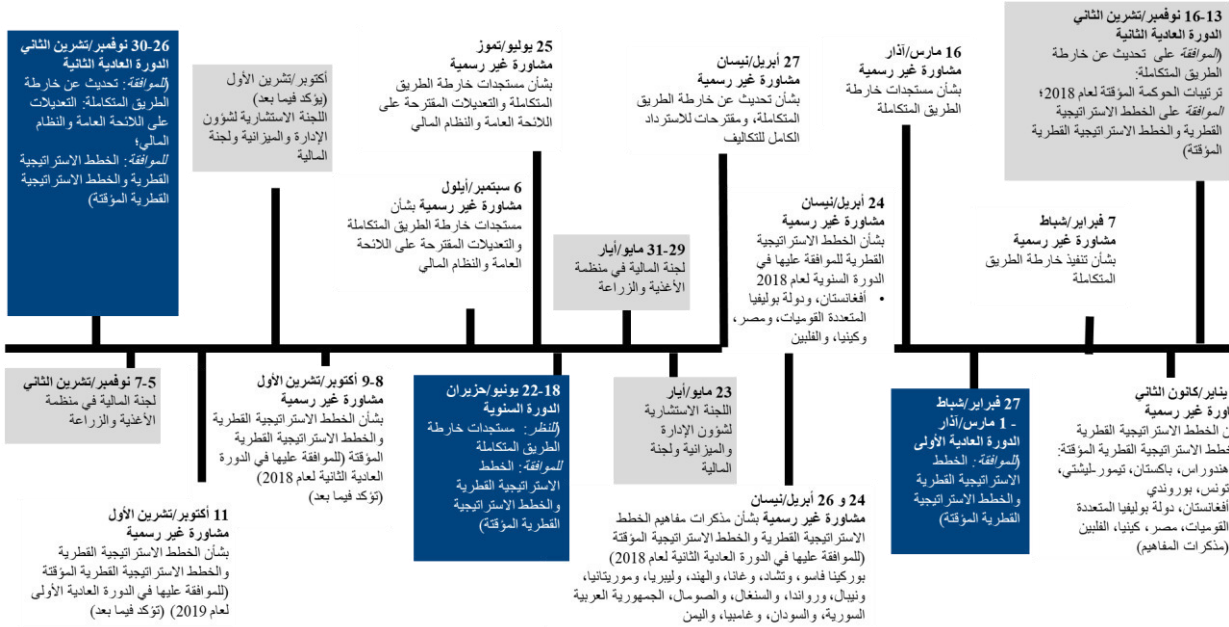 13-16 نوفمبر/تشرين الثاني
الدورة العادية الثانية
(الموافقة على تحديث عن خارطة
الطريق المتكاملة:
ترتيبات الحوكمة المؤقتة لعام 2018؛
الموافقة على الخطط الاستراتيجية
القطرية والخطط الاستراتيجية القطرية
المؤقتة)
7 فبراير/شباط
مشاورة غير رسمية
بشأن تنفيذ خارطة الطريق
المتكاملة
16 مارس/آذار
مشاورة غير رسمية
بشأن مستجدات خارطة
الطريق المتكاملة
24 أبريل/نيسان
مشاورة غير رسمية
بشأن الخطط الاستراتيجية
القطرية للموافقة عليها في
الدورة السنوية لعام 2018
• أفغانستان، ودولة بوليفيا
المتعددة القوميات، ومصر،
وكينيا، والفلبين
27 أبريل/نيسان
مشاورة غير رسمية
بشأن تحديث عن خارطة الطريق
المتكاملة، ومقترحات للاسترداد
الكامل للتكاليف
29-31 مايو/أيار
لجنة المالية في منظمة
الأغذية والزراعة
25 يوليو/تموز
مشاورة غير رسمية
بشأن مستجدات خارطة الطريق
المتكاملة والتعديلات المقترحة على
اللائحة العامة والنظام المالي
6 سبتمبر/أيلول
مشاورة غير رسمية بشأن
مستجدات خارطة الطريق المتكاملة
والتعديلات المقترحة على اللائحة
العامة والنظام المالي
أكتوبر/تشرين الأول
(يؤكد فيما بعد)
اللجنة الاستشارية لشؤون
الإدارة والميزانية ولجنة
المالية
26-30 نوفمبر/تشرين الثاني
الدورة العادية الثانية
(للموافقة: تحديث عن خارطة
الطريق المتكاملة: التعديلات
على اللائحة العامة والنظام
المالي؛
للموافقة: الخطط الاستراتيجية
القطرية والخطط الاستراتيجية
القطرية المؤقتة)
يناير/كانون الثاني
اورة غير رسمية
ن الخطط الاستراتيجية القطرية
خطط الاستراتيجية القطرية المؤقتة:
هندوراس، باكستان، تيمور-ليشتي،
تونس، بوروندي
أفغانستان، دولة بوليفيا المتعددة
القوميات، مصر، كينيا، الفلبين
(مذكرات المفاهيم)
27 فبراير/شباط
- 1 مارس/آذار
الدورة العادية الأولى
(للموافقة: الخطط
الاستراتيجية القطرية
والخطط الاستراتيجية
القطرية المؤقتة)
24 و 26 أبريل/نيسان
مشاورة غير رسمية بشأن مذكرات مفاهيم الخطط
الاستراتيجية القطرية والخطط الاستراتيجية المؤقتة
(للموافقة عليها في الدورة العادية الثانية لعام 2018)
بوركينا فاسو، وتشاد، وغانا، والهند، وليبريا، وموريتانيا،
ونيبال، ورواندا، والسنغال، والصومال، الجمهورية العربية
السورية، والسودان، وغامبيا، واليمن
23 مايو/أيار
اللجنة الاستشارية
لشؤون الإدارة
والميزانية ولجنة
المالية
18-22 يونيو/حزيران
الدورة السنوية
(للنظر: مستجدات خارطة
الطريق المتكاملة
للموافقة: الخطط
الاستراتيجية القطرية
والخطط الاستراتيجية
القطرية المؤقتة)
8-9 أكتوبر/تشرين الأول
مشاورة غير رسمية
بشأن الخطط الاستراتيجية القطرية
والخطط الاستراتيجية القطرية
المؤقتة (للموافقة عليها في الدورة
العادية الثانية لعام 2018)
(تؤكد فيما بعد)
11 أكتوبر/تشرين الأول
مشاورة غير رسمية
بشأن الخطط الاستراتيجية القطرية
والخطط الاستراتيجية القطرية المؤقتة
(للموافقة عليها في الدورة العادية الأولى
لعام 2019) (تؤكد فيما بعد)
5-7 نوفمبر/تشرين الثاني
لجنة المالية في منظمة
الأغذية والزراعة